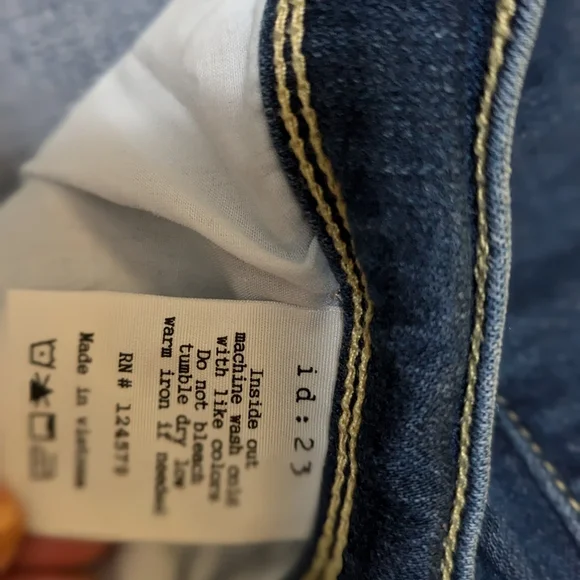 id:23
Inside out
machine wash cold
with like colors
Do not bleach
tumble dry low
warm iron if needed
RN# 124579
Made in vietnam